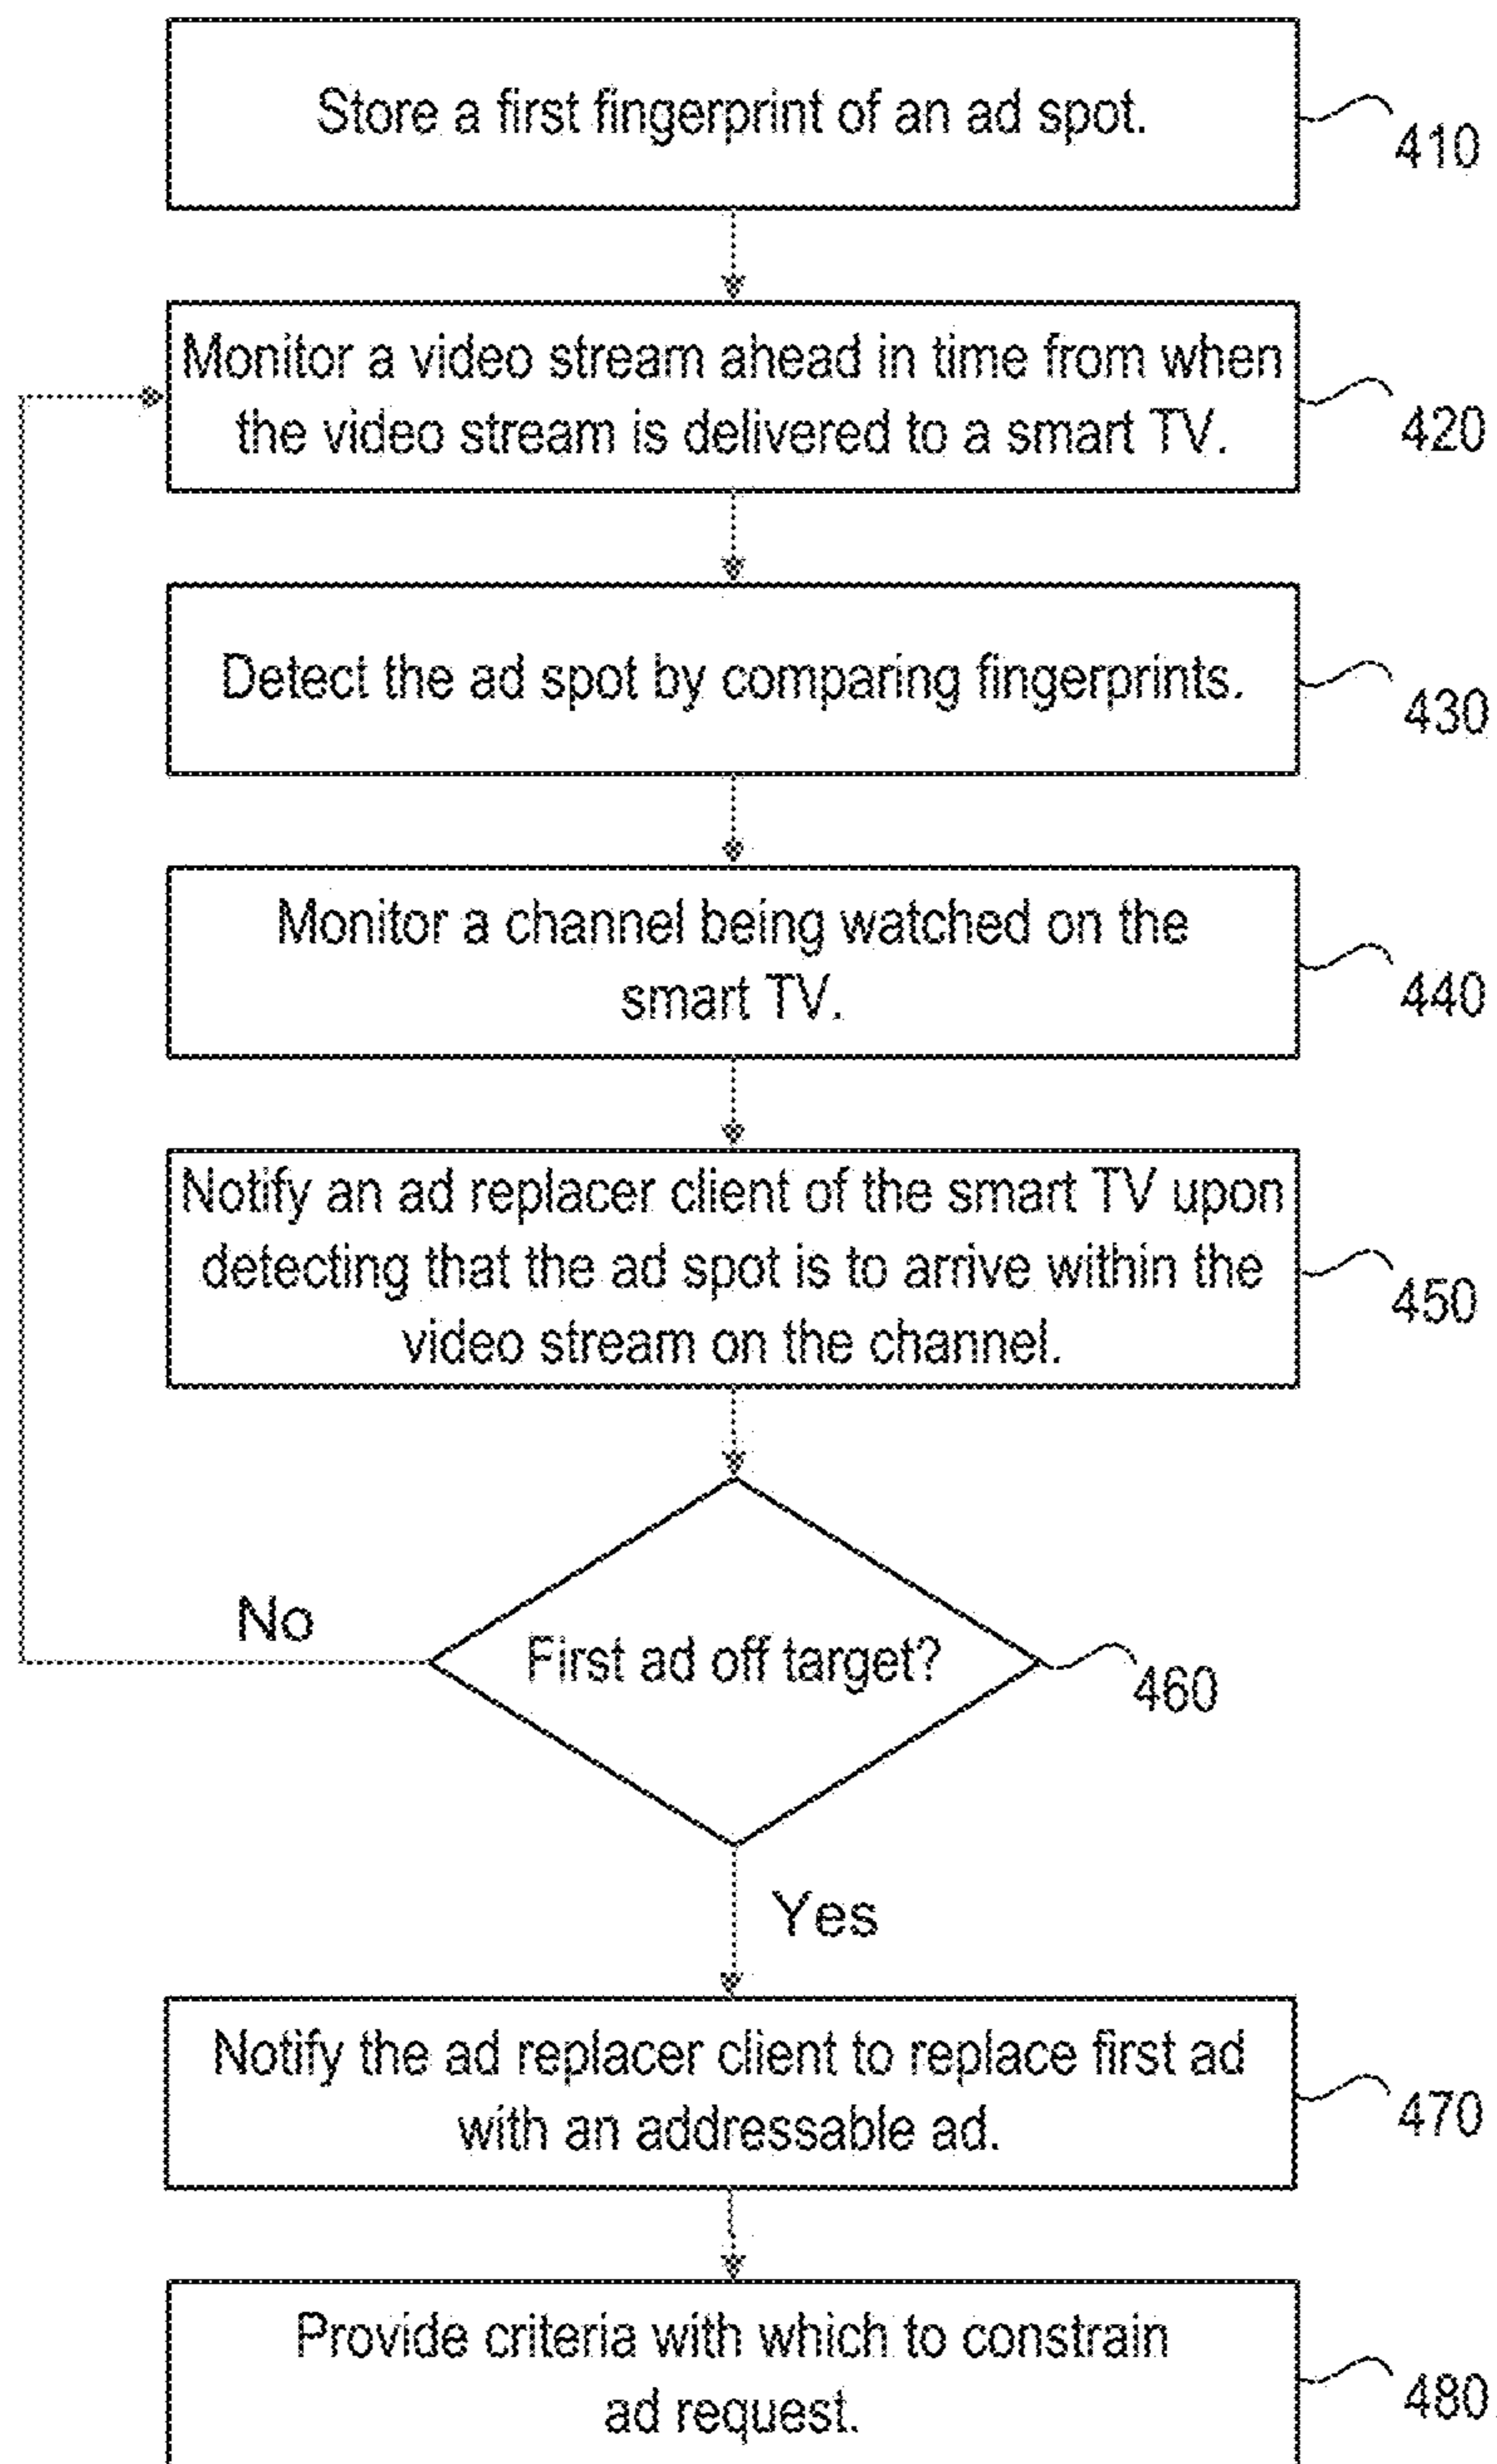 Store a first fingerprint of an ad spot.
410
Monitor a video stream ahead in time from when
the video stream is delivered to a smart TV.
420
Detect the ad spot by comparing fingerprints.
430
Monitor a channel being watched on the
smart TV.
440
Notify an ad replacer client of the smart TV upon
detecting that the ad spot is to arrive within the
video stream on the channel.
450
First ad off target?
460
No
Yes
Notify the ad replacer client to replace first ad
with an addressable ad.
470
Provide criteria with which to constrain
ad request.
480